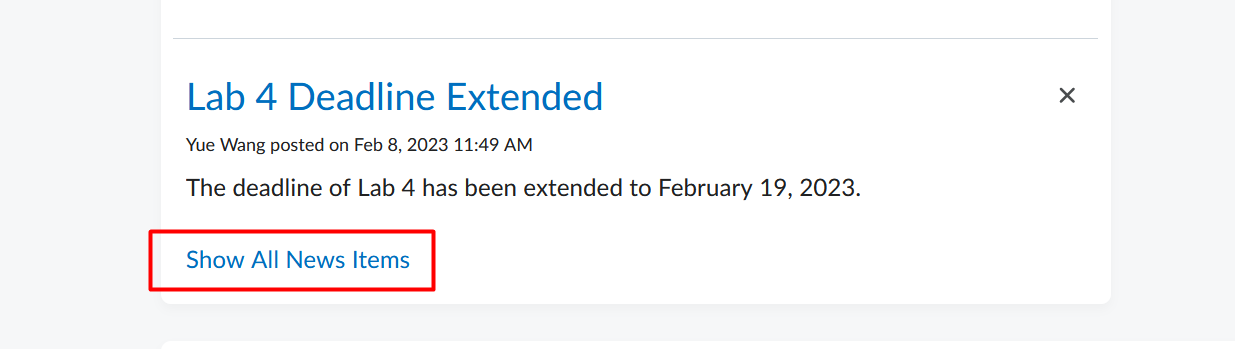 Lab 4 Deadline Extended
Yue Wang posted on Feb 8, 2023 11:49 AM
The deadline of Lab 4 has been extended to February 19, 2023.
Show All News Items